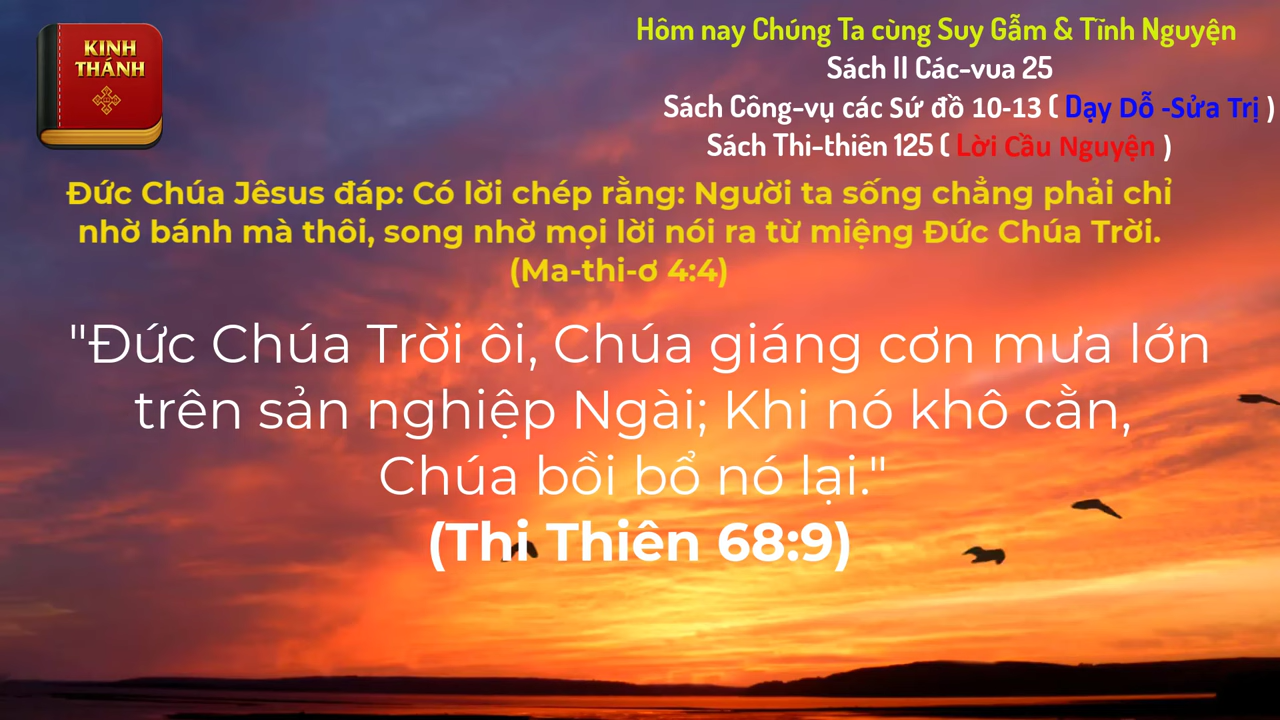 KINH
THÁNH
Hôm nay Chúng Ta cùng Suy Gẫm & Tĩnh Nguyện
Sách II Các-vua 25
Sách Công-vụ các Sứ đồ 10-13 ( Dạy Dỗ -Sửa Trị )
Sách Thi-thiên 125 ( Lời Cầu Nguyện )
Đức Chúa Jêsus đáp: Có lời chép rằng: Người ta sống chẳng phải chỉ
nhờ bánh mà thôi, song nhờ mọi lời nói ra từ miệng Đức Chúa Trời.
(Ma-thi-ơ 4:4)
"Đức Chúa Trời ôi, Chúa giáng cơn mưa lớn
trên sản nghiệp Ngài; Khi nó khô cằn,
Chúa bồi bổ nó lại."
(Thi Thiên 68:9)